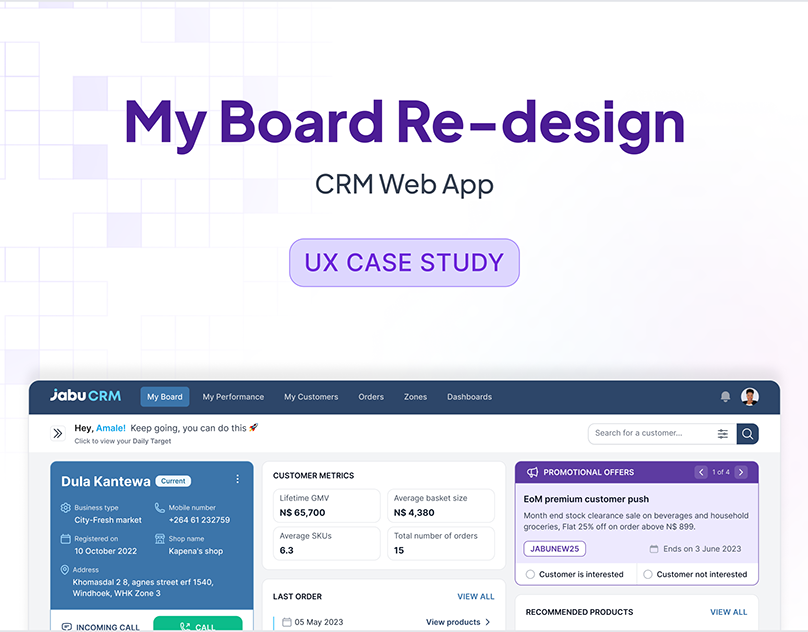 My Board Re-design
CRM Web App
UX CASE STUDY
jabu CRM
My Board
My Performance
My Customers
Orders
Zones
Dashboards
Hey, Amale! Keep going, you can do this 🚀
Click to view your Daily Target
Search for a customer...
Dula Kantewa
Current
Business type
City-Fresh market
Mobile number
+264 61 232759
Registered on
10 October 2022
Shop name
Kapena's shop
Address
Khomasdal 2 8, agnes street erf 1540,
Windhoek, WHK Zone 3
INCOMING CALL
CALL
CUSTOMER METRICS
Lifetime GMV
N$ 65,700
Average basket size
N$ 4,380
Average SKUs
6.3
Total number of orders
15
LAST ORDER
VIEW ALL
05 May 2023
View products
PROMOTIONAL OFFERS
1 of 4
EoM premium customer push
Month end stock clearance sale on beverages and household
groceries, Flat 25% off on order above N$ 899.
JABUNEW25
Ends on 3 June 2023
Customer is interested
Customer not interested
RECOMMENDED PRODUCTS
VIEW ALL